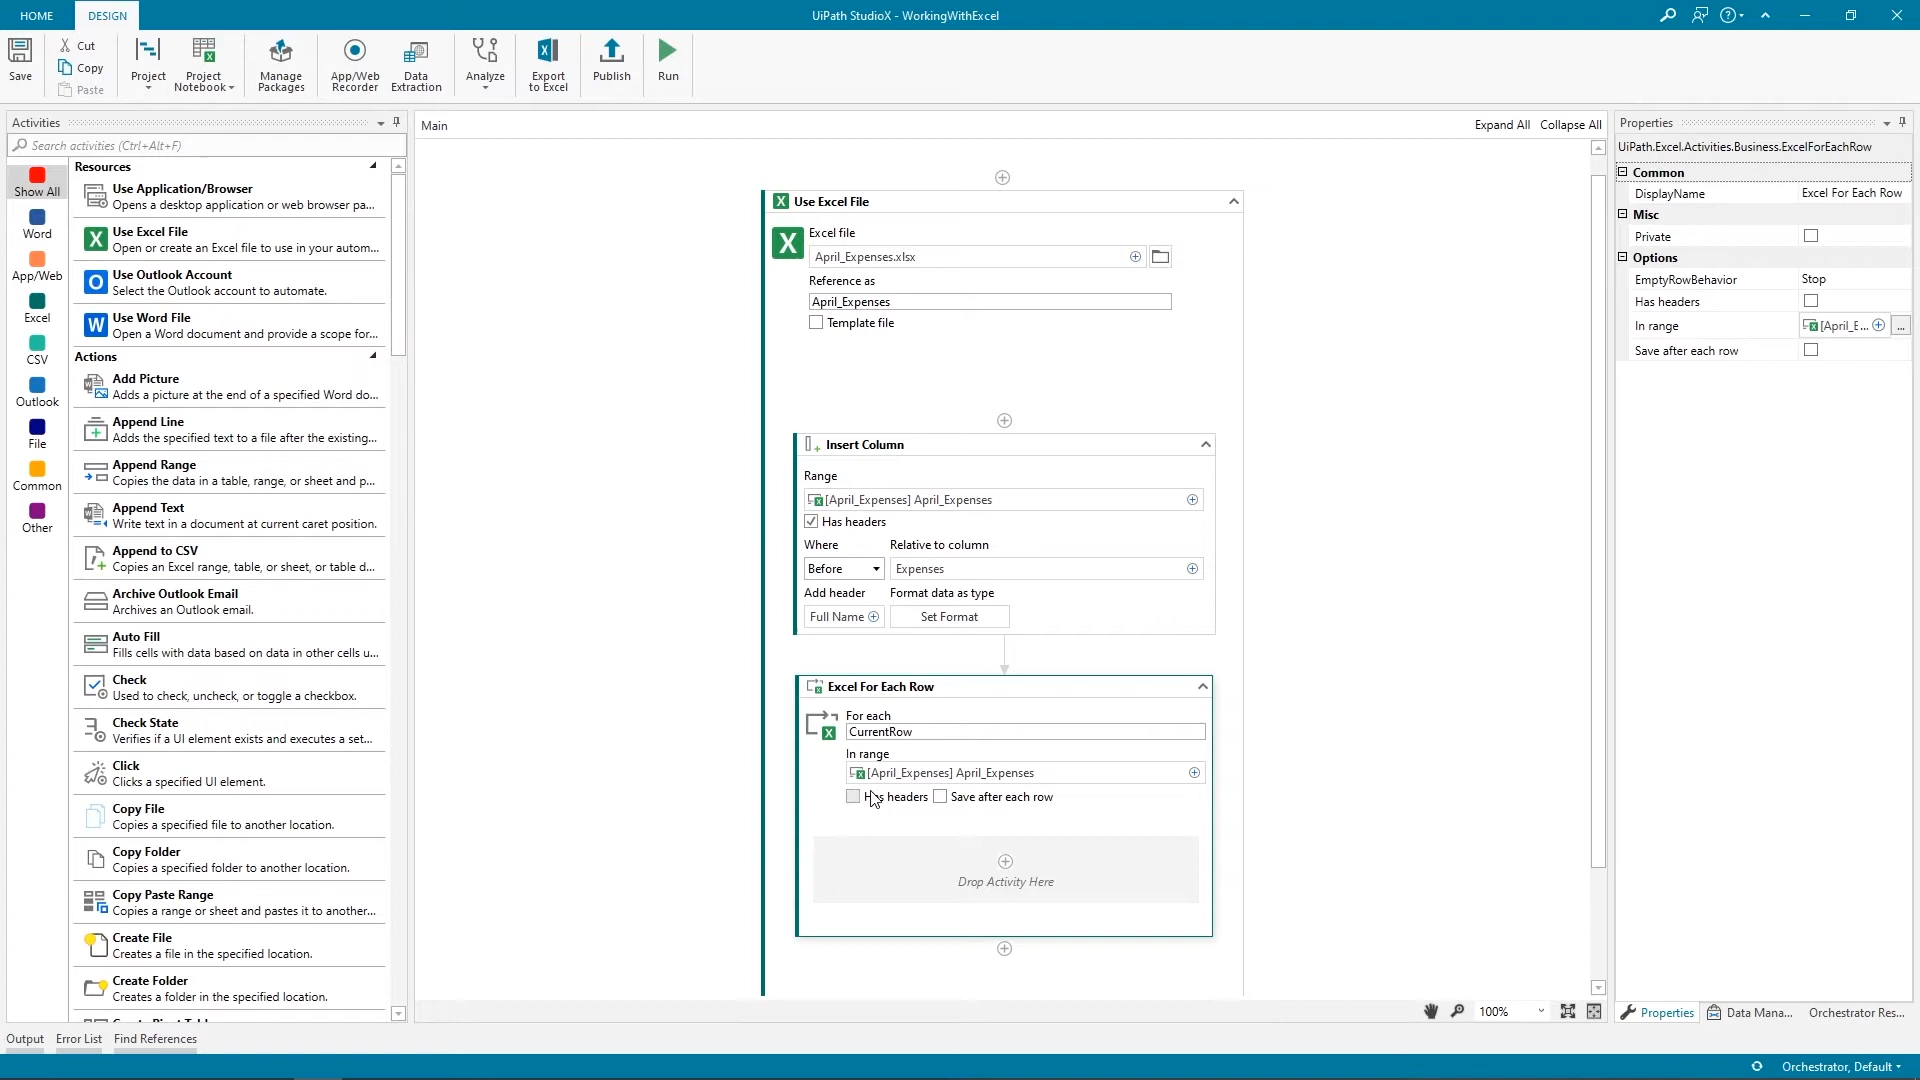 HOME
DESIGN
UiPath StudioX - WorkingWithExcel
Save
Cut
Copy
Paste
Project
Project Notebook
Manage Packages
App/Web Recorder
Data Extraction
Analyze
Export to Excel
Publish
Run
Activities
Search activities (Ctrl+Alt+F)
Show All
Word
App/Web
Excel
CSV
Outlook
File
Common
Other
Resources
Use Application/Browser
Opens a desktop application or web browser pa...
Use Excel File
Open or create an Excel file to use in your autom...
Use Outlook Account
Select the Outlook account to automate.
Use Word File
Open a Word document and provide a scope for...
Actions
Add Picture
Adds a picture at the end of a specified Word do...
Append Line
Adds the specified text to a file after the existing...
Append Range
Copies the data in a table, range, or sheet and p...
Append Text
Write text in a document at current caret position.
Append to CSV
Copies an Excel range, table, or sheet, or table d...
Archive Outlook Email
Archives an Outlook email.
Auto Fill
Fills cells with data based on data in other cells u...
Check
Used to check, uncheck, or toggle a checkbox.
Check State
Verifies if a UI element exists and executes a set...
Click
Clicks a specified UI element.
Copy File
Copies a specified file to another location.
Copy Folder
Copies a specified folder to another location.
Copy Paste Range
Copies a range or sheet and pastes it to another...
Create File
Creates a file in the specified location.
Create Folder
Creates a folder in the specified location.
Main
Expand All
Collapse All
Use Excel File
Excel file
April_Expenses.xlsx
Reference as
April_Expenses
Template file
Insert Column
Range
[April_Expenses] April_Expenses
Has headers
Where
Relative to column
Before
Expenses
Add header
Format data as type
Full Name
Set Format
Excel For Each Row
For each
CurrentRow
In range
[April_Expenses] April_Expenses
headers
Save after each row
Drop Activity Here
100%
Properties
UiPath.Excel.Activities.Business.ExcelForEachRow
Common
DisplayName
Excel For Each Row
Misc
Private
Options
EmptyRowBehavior
Stop
Has headers
In range
[April_E...
...
Save after each row
Properties
Data Mana...
Orchestrator Res...
Output
Error List
Find References
Orchestrator, Default